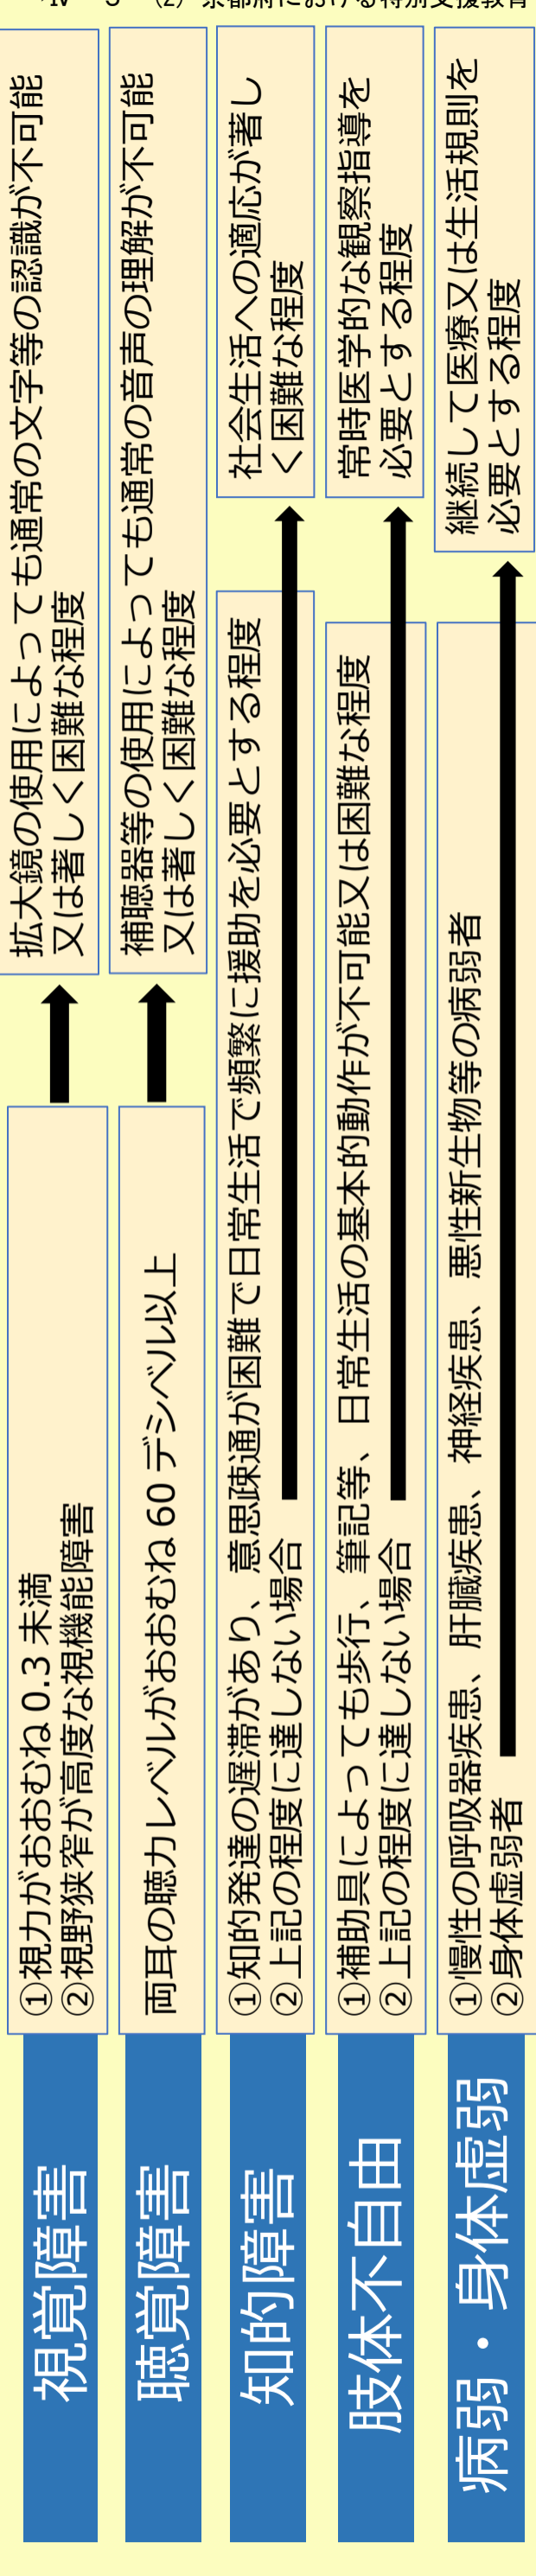 Ⅳ－３－(2) 京都府における特別支援教育
視覚障害
①視力がおおむね 0.3 未満
②視野狭窄が高度な視機能障害
拡大鏡の使用によっても通常の文字等の認識が不可能
又は著しく困難な程度
聴覚障害
両耳の聴力レベルがおおむね 60 デシベル以上
補聴器等の使用によっても通常の音声の理解が不可能
又は著しく困難な程度
知的障害
①知的発達の遅滞があり、意思疎通が困難で日常生活で頻繁に援助を必要とする程度
②上記の程度に達しない場合
社会生活への適応が著し
く困難な程度
肢体不自由
①補助具によっても歩行、筆記等、日常生活の基本的動作が不可能又は困難な程度
②上記の程度に達しない場合
常時医学的な観察指導を
必要とする程度
病弱・身体虚弱
①慢性の呼吸器疾患、肝臓疾患、神経疾患、悪性新生物等の病弱者
②身体虚弱者
継続して医療又は生活規則を
必要とする程度